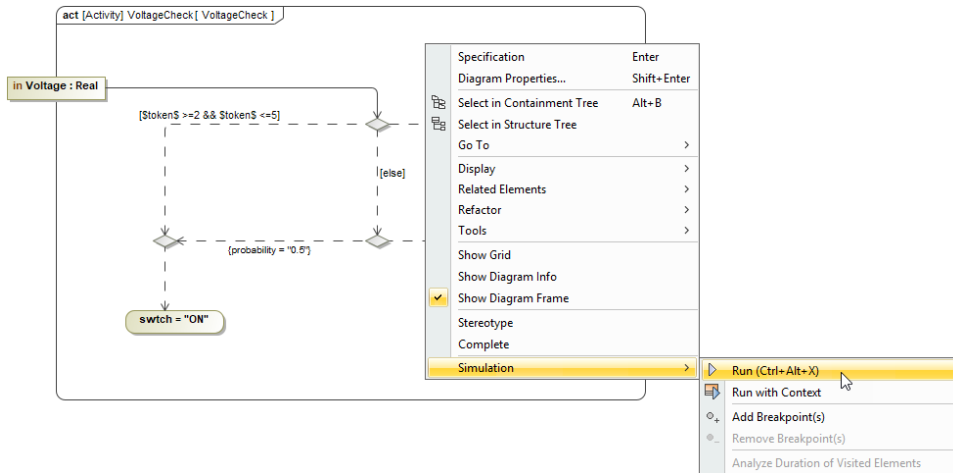 act [Activity] VoltageCheck [ VoltageCheck ]
in Voltage : Real
[$token$ >=2 && $token$ <=5]
[else]
{probability = "0.5"}
swtch = "ON"
Specification Enter
Diagram Properties... Shift+Enter
Select in Containment Tree Alt+B
Select in Structure Tree
Go To
Display
Related Elements
Refactor
Tools
Show Grid
Show Diagram Info
Show Diagram Frame
Stereotype
Complete
Simulation
Run (Ctrl+Alt+X)
Run with Context
Add Breakpoint(s)
Remove Breakpoint(s)
Analyze Duration of Visited Elements